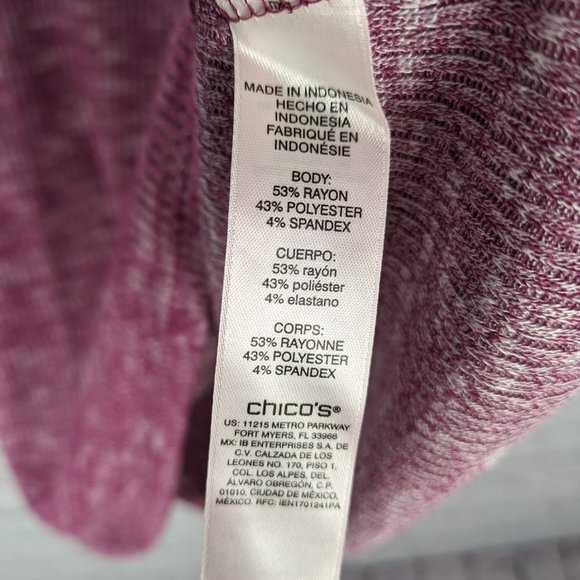 MADE IN INDONESIA
HECHO EN
INDONESIA
FABRIQUÉ EN
INDONÉSIE
BODY:
53% RAYON
43% POLYESTER
4% SPANDEX
CUERPO:
53% rayón
43% poliéster
4% elastano
CORPS:
53% RAYONNE
43% POLYESTER
4% SPANDEX
chico's®
US: 11215 METRO PARKWAY
FORT MYERS, FL 33966
MX: IB ENTERPRISES S.A. DE
C.V. CALZADA DE LOS
LEONES NO. 170, PISO 1,
COL. LOS ALPES, DEL.
ÁLVARO OBREGÓN, C.P.
01010, CIUDAD DE MÉXICO,
MÉXICO. RFC: IEN1701241PA